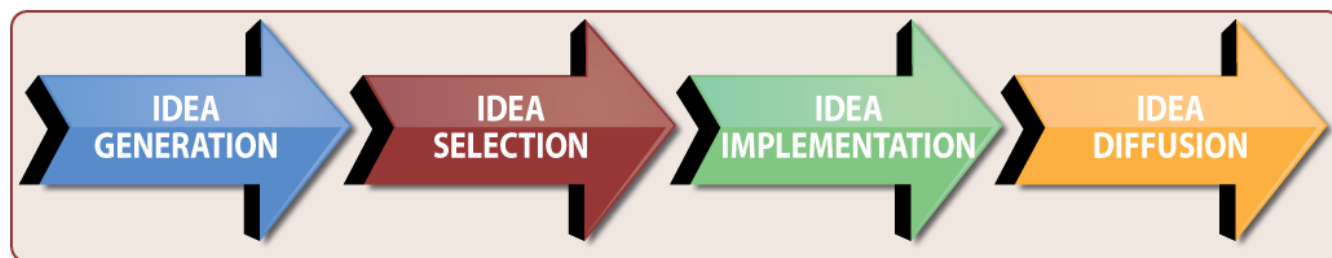 IDEA
GENERATION
IDEA
SELECTION
IDEA
IMPLEMENTATION
IDEA
DIFFUSION